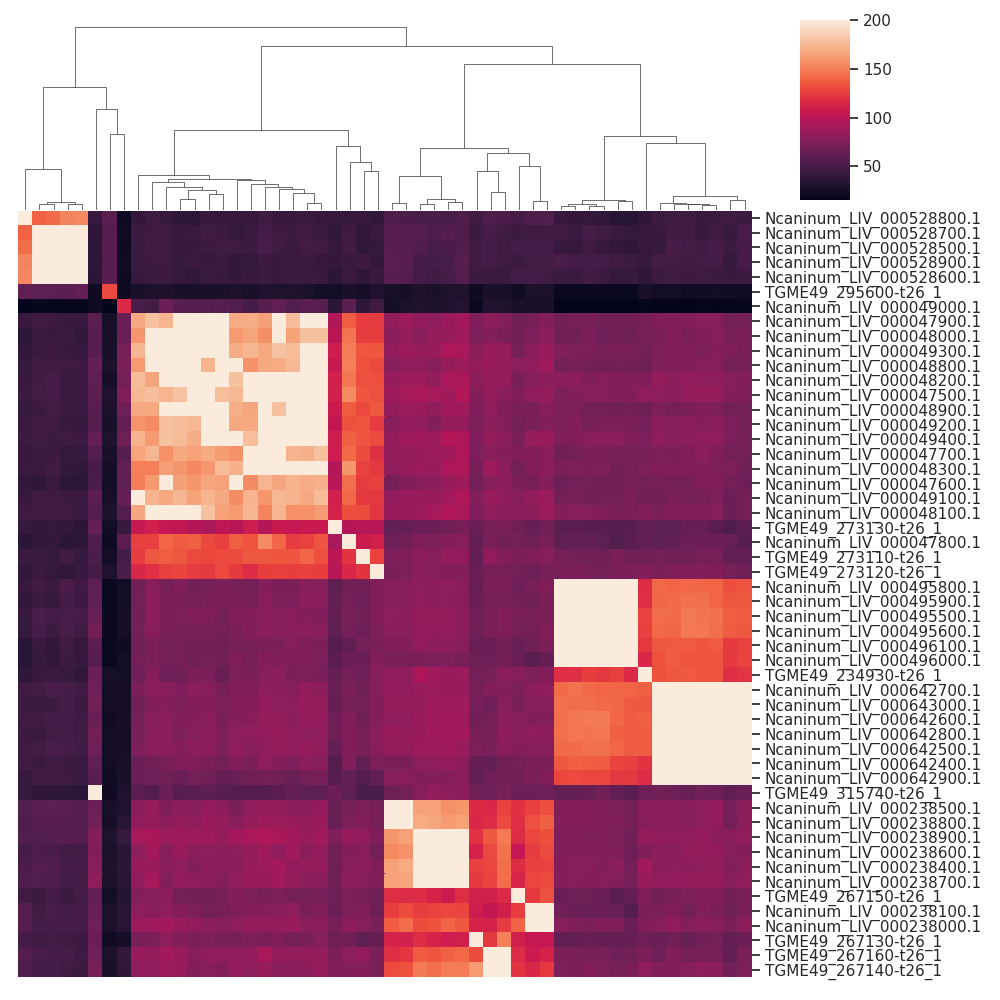 200
150
100
50
Ncaninum_LIV_000528800.1
Ncaninum_LIV_000528700.1
Ncaninum_LIV_000528500.1
Ncaninum_LIV_000528900.1
Ncaninum_LIV_000528600.1
TGME49_295600-t26_1
Ncaninum_LIV_000049000.1
Ncaninum_LIV_000047900.1
Ncaninum_LIV_000048000.1
Ncaninum_LIV_000049300.1
Ncaninum_LIV_000048800.1
Ncaninum_LIV_000048200.1
Ncaninum_LIV_000047500.1
Ncaninum_LIV_000048900.1
Ncaninum_LIV_000049200.1
Ncaninum_LIV_000049400.1
Ncaninum_LIV_000047700.1
Ncaninum_LIV_000048300.1
Ncaninum_LIV_000047600.1
Ncaninum_LIV_000049100.1
Ncaninum_LIV_000048100.1
TGME49_273130-t26_1
Ncaninum_LIV_000047800.1
TGME49_273110-t26_1
TGME49_273120-t26_1
Ncaninum_LIV_000495800.1
Ncaninum_LIV_000495900.1
Ncaninum_LIV_000495500.1
Ncaninum_LIV_000495600.1
Ncaninum_LIV_000496100.1
Ncaninum_LIV_000496000.1
TGME49_234930-t26_1
Ncaninum_LIV_000642700.1
Ncaninum_LIV_000643000.1
Ncaninum_LIV_000642600.1
Ncaninum_LIV_000642800.1
Ncaninum_LIV_000642500.1
Ncaninum_LIV_000642400.1
Ncaninum_LIV_000642900.1
TGME49_315740-t26_1
Ncaninum_LIV_000238500.1
Ncaninum_LIV_000238800.1
Ncaninum_LIV_000238900.1
Ncaninum_LIV_000238600.1
Ncaninum_LIV_000238400.1
Ncaninum_LIV_000238700.1
TGME49_267150-t26_1
Ncaninum_LIV_000238100.1
Ncaninum_LIV_000238000.1
TGME49_267130-t26_1
TGME49_267160-t26_1
TGME49_267140-t26_1